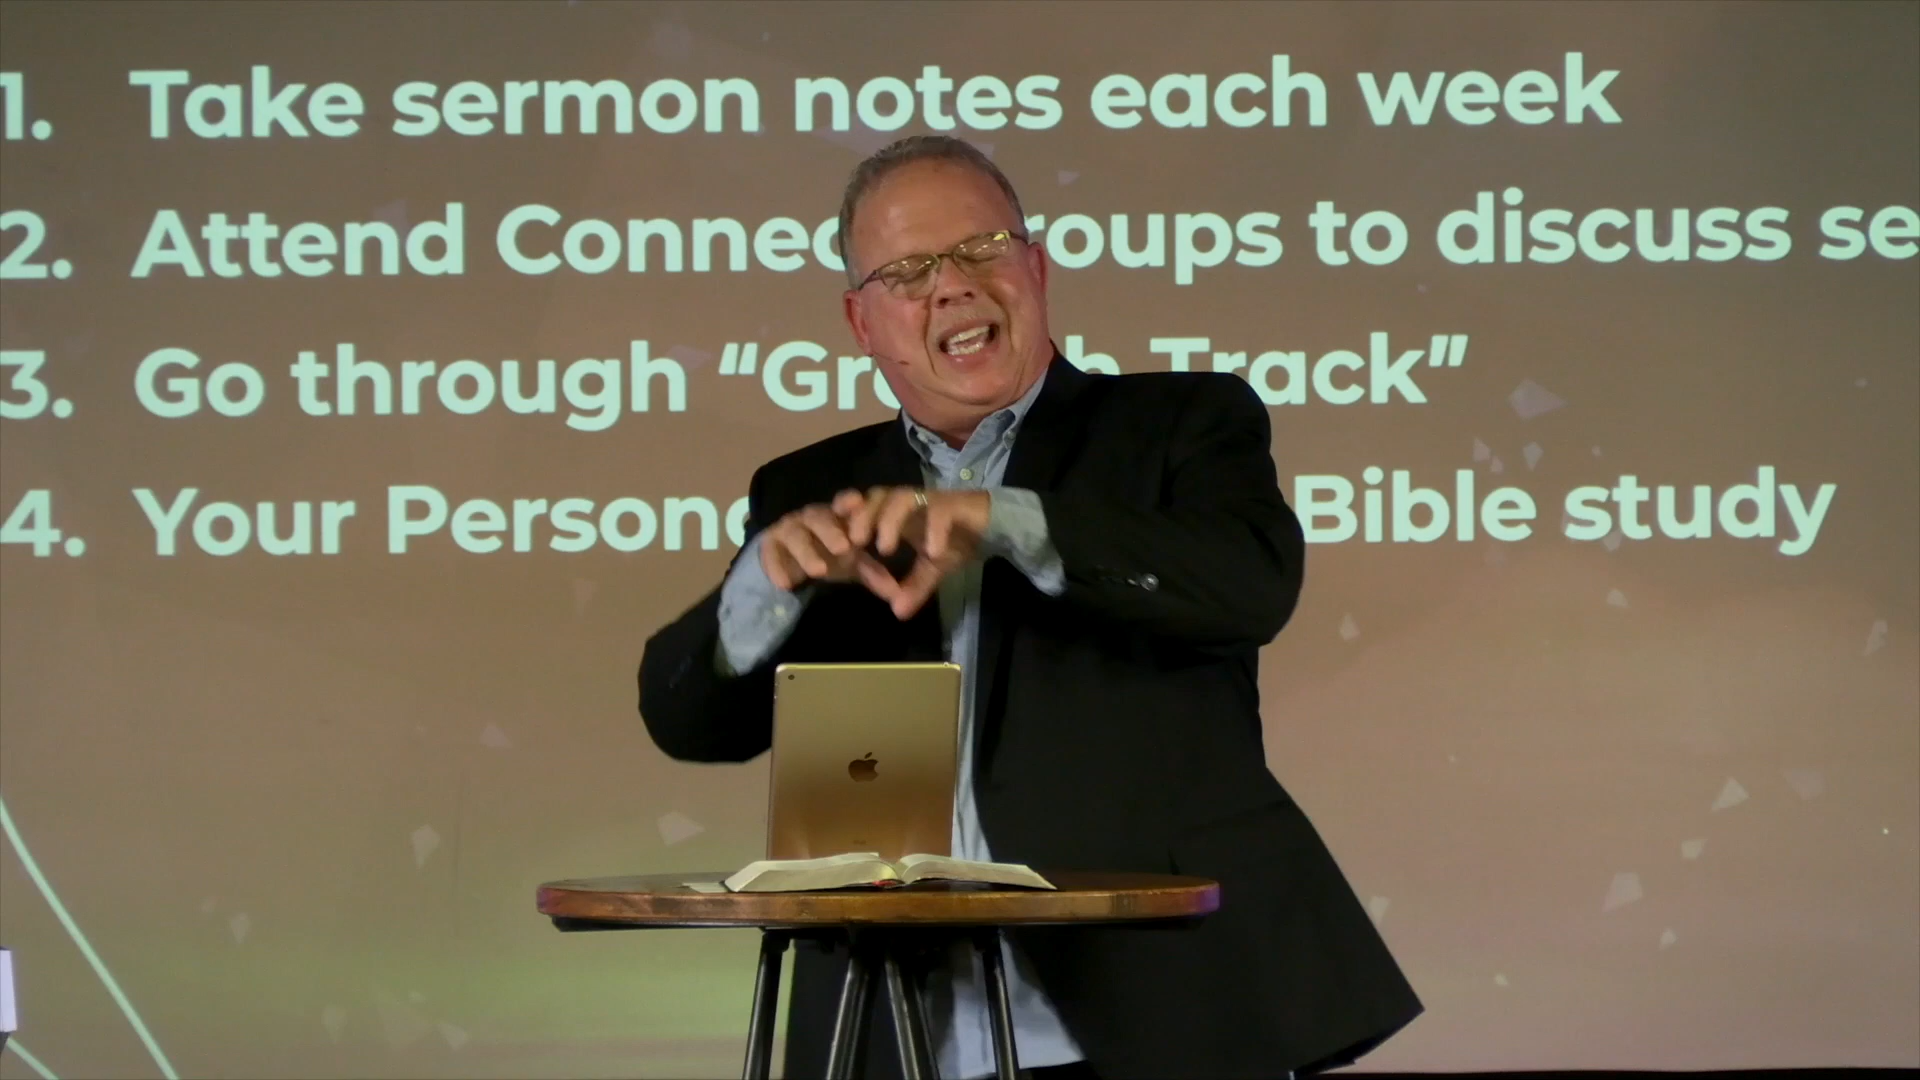 1. Take sermon notes each week
2. Attend Connec roups to discuss se
3. Go through “Gr h Track”
4. Your Persona Bible study